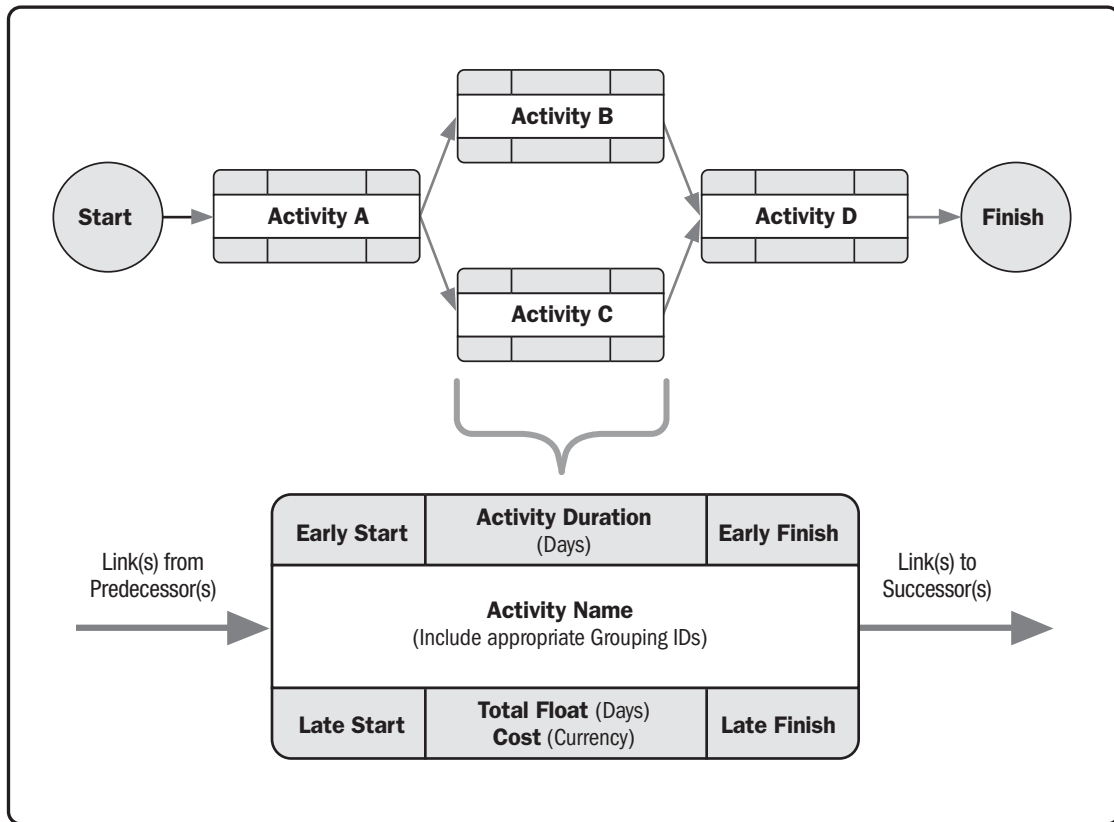 Activity B
Start
Activity A
Activity D
Finish
Activity C
Early Start
Activity Duration
(Days)
Early Finish
Link(s) from
Predecessor(s)
Activity Name
(Include appropriate Grouping IDs)
Link(s) to
Successor(s)
Late Start
Total Float (Days)
Cost (Currency)
Late Finish